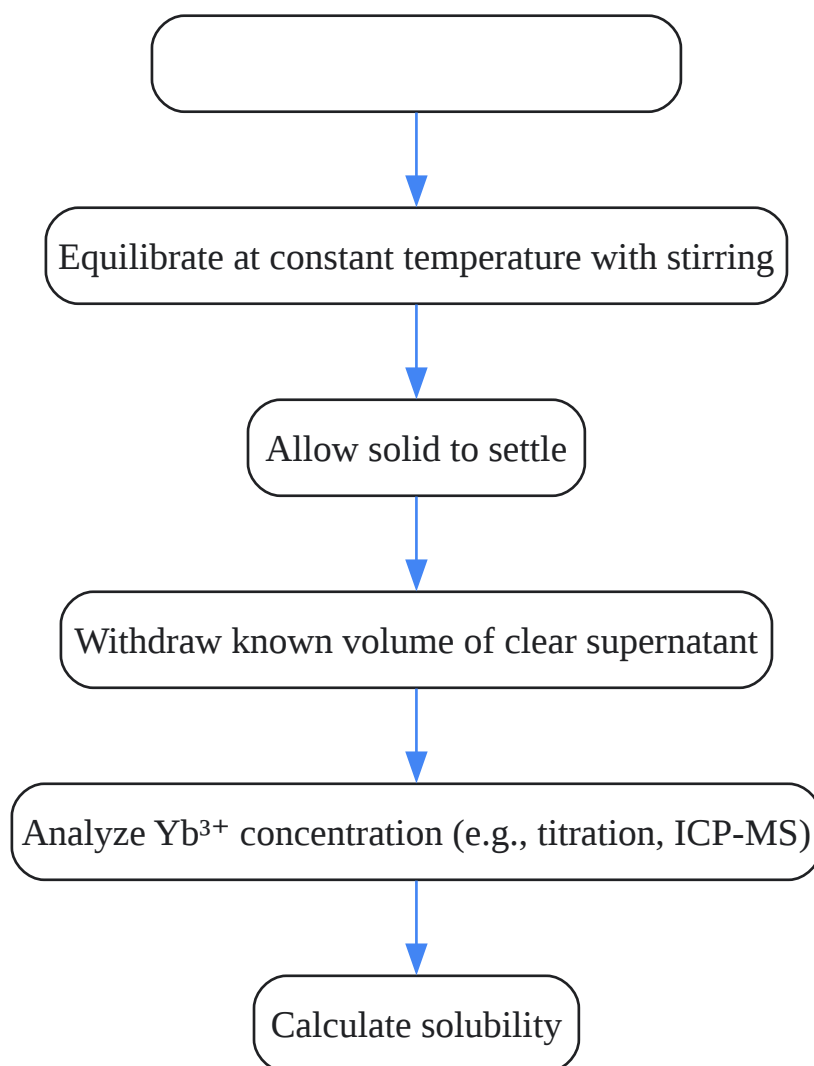 Equilibrate at constant temperature with stirring
Allow solid to settle
Withdraw known volume of clear supernatant
Analyze Yb³⁺ concentration (e.g., titration, ICP-MS)
Calculate solubility